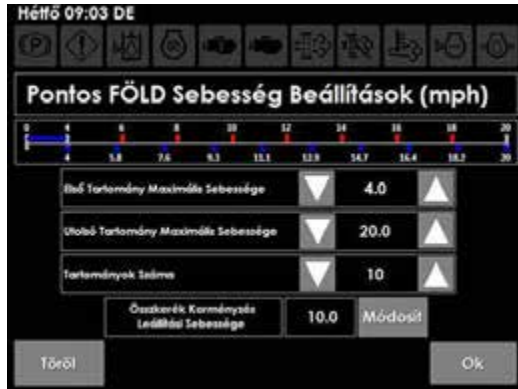 Hétfő 09:03 DE
Pontos FÖLD Sebesség Beállítások (mph)
0 4 6 8 10 12 14 16 18 20
4 5.8 7.6 9.3 11.1 12.9 14.7 16.4 18.2 20
Első Tartomány Maximális Sebessége 4.0
Utolsó Tartomány Maximális Sebessége 20.0
Tartományok Száma 10
Összkerék Kormányzás
Leállítási Sebessége
10.0 Módosít
Töröl Ok